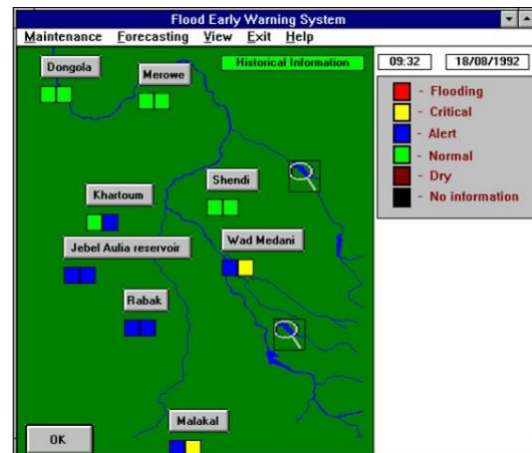 Flood Early Warning System
Maintenance Forecasting View Exit Help
Historical Information
09:32 18/08/1992
Dongola
Merowe
- Flooding
- Critical
- Alert
- Normal
- Dry
- No information
Shendi
Khartoum
Jebel Aulia reservoir
Wad Medani
Rabak
Malakal
OK